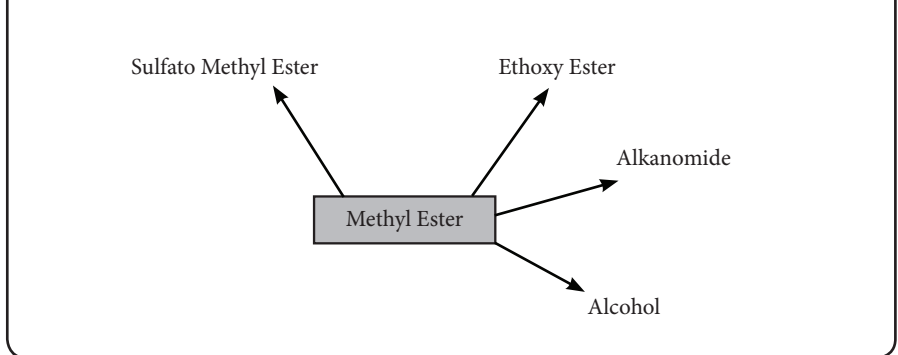 Sulfato Methyl Ester
Ethoxy Ester
Alkanomide
Methyl Ester
Alcohol